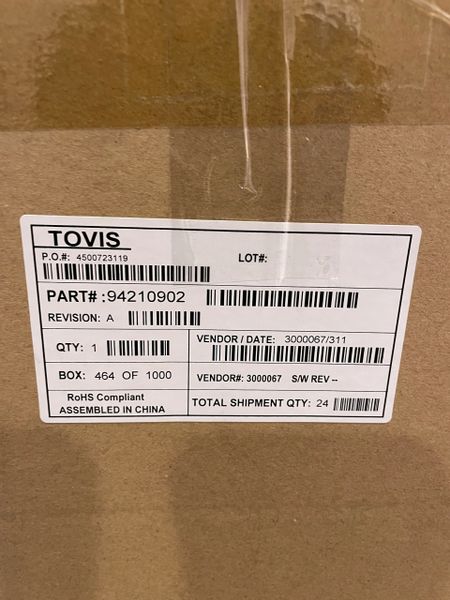 TOVIS
P.O.#: 4500723119
LOT#:
PART# :94210902
REVISION: A
QTY: 1
VENDOR / DATE: 3000067/311
BOX: 464 OF 1000
VENDOR#: 3000067 S/W REV --
RoHS Compliant
ASSEMBLED IN CHINA
TOTAL SHIPMENT QTY: 24